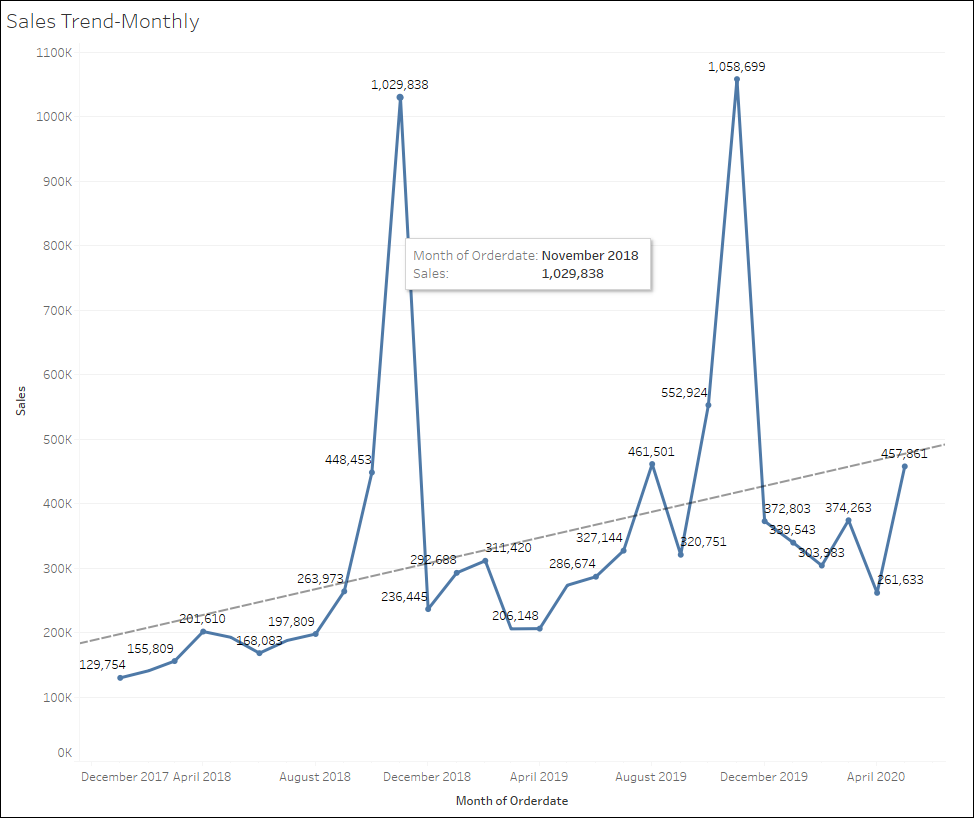 Sales Trend-Monthly
1100K
1000K
900K
800K
700K
600K
500K
400K
300K
200K
100K
0K
Sales
129,754
155,809
201,610
168,083
197,809
263,973
448,453
1,029,838
236,445
292,688
311,420
206,148
286,674
327,144
461,501
320,751
552,924
1,058,699
372,803
339,543
303,983
374,263
261,633
457,861
Month of Orderdate: November 2018
Sales: 1,029,838
December 2017 April 2018 August 2018 December 2018 April 2019 August 2019 December 2019 April 2020
Month of Orderdate